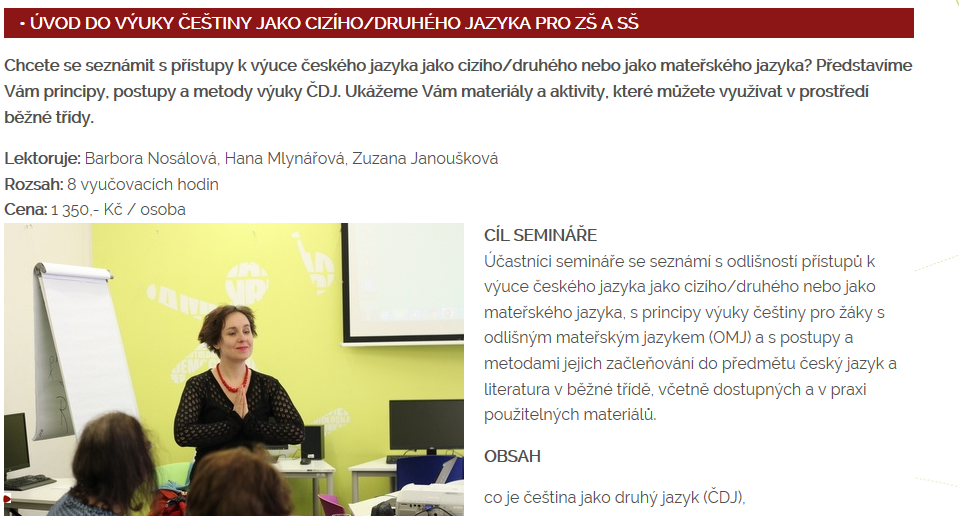 • ÚVOD DO VÝUKY ČEŠTINY JAKO CIZÍHO/DRUHÉHO JAZYKA PRO ZŠ A SŠ
Chcete se seznámit s přístupy k výuce českého jazyka jako cizího/druhého nebo jako mateřského jazyka? Představíme
Vám principy, postupy a metody výuky ČDJ. Ukážeme Vám materiály a aktivity, které můžete využívat v prostředí
běžné třídy.
Lektoruje: Barbora Nosálová, Hana Mlynářová, Zuzana Janoušková
Rozsah: 8 vyučovacích hodin
Cena: 1 350,- Kč / osoba
CÍL SEMINÁŘE
Účastníci semináře se seznámí s odlišností přístupů k
výuce českého jazyka jako cizího/druhého nebo jako
mateřského jazyka, s principy výuky češtiny pro žáky s
odlišným mateřským jazykem (OMJ) a s postupy a
metodami jejich začleňování do předmětu český jazyk a
literatura v běžné třídě, včetně dostupných a v praxi
použitelných materiálů.
OBSAH
co je čeština jako druhý jazyk (ČDJ),